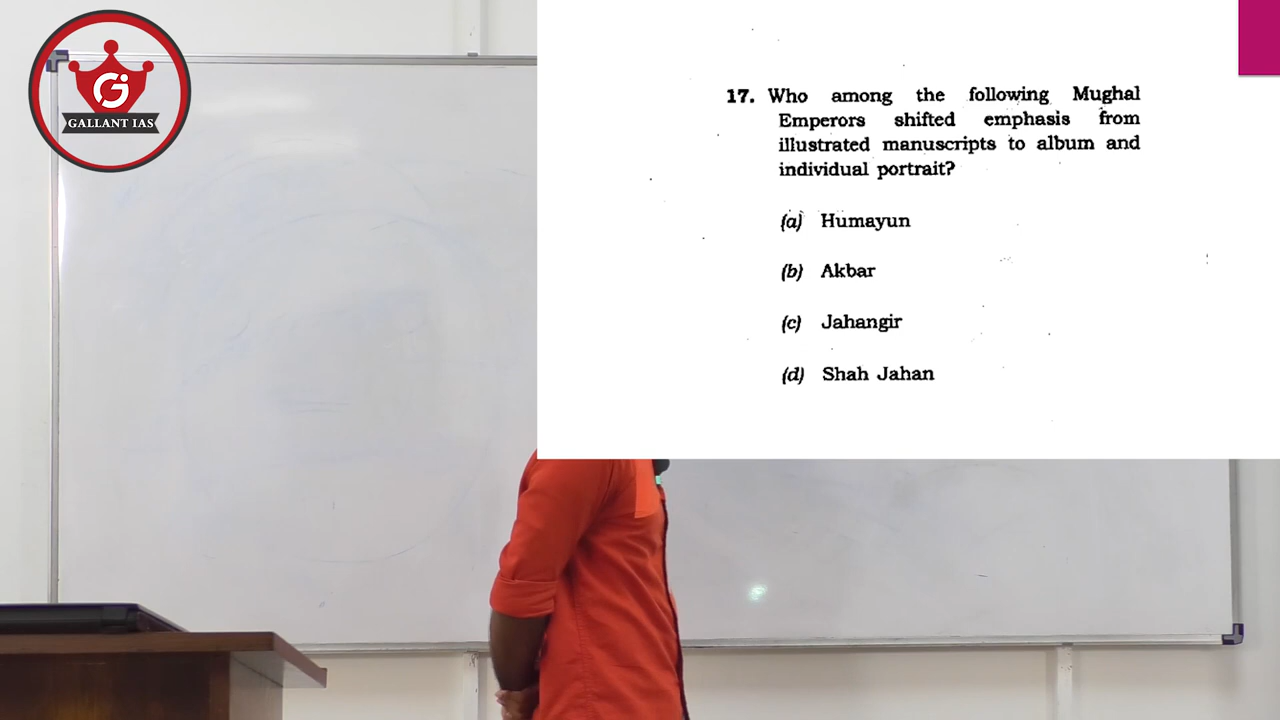 Gi
GALLANT IAS
17. Who among the following Mughal
Emperors shifted emphasis from
illustrated manuscripts to album and
individual portrait?
(a) Humayun
(b) Akbar
(c) Jahangir
(d) Shah Jahan